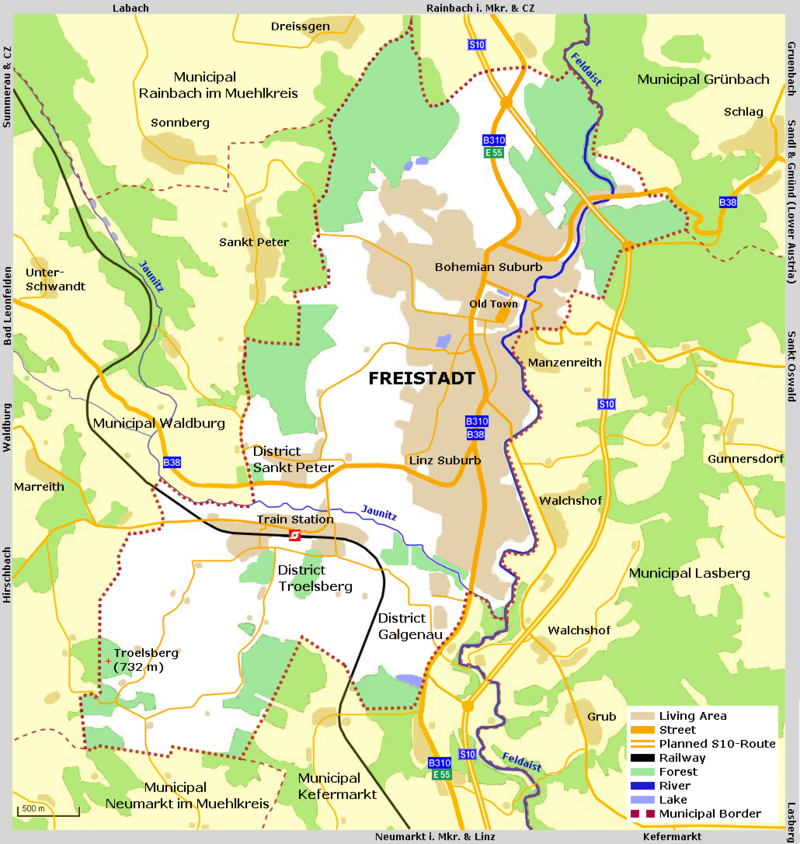 Labach
Rainbach i. Mkr. & CZ
Dreissgen
S10
Summerau & CZ
Gruenbach
Feldaist
Municipal
Rainbach im Muehlkreis
Municipal Grünbach
Sonnberg
Schlag
B310
E 55
Sandl & Gmünd (Lower Austria)
B38
Sankt Peter
Jaunitz
Unter-
Schwandt
Bohemian Suburb
Old Town
Bad Leonfelden
Sankt Oswald
Manzenreith
FREISTADT
S10
Waldburg
Municipal Waldburg
B310
B38
District
Sankt Peter
Linz Suburb
B38
Gunnersdorf
Marreith
Walchshof
Jaunitz
Train Station
Hirschbach
District
Troelsberg
Municipal Lasberg
District
Galgenau
Walchshof
Troelsberg
(732 m)
Grub
Living Area
Street
Planned S10-Route
Railway
Forest
River
Lake
Municipal Border
S10
B310
E 55
Feldaist
Municipal
Neumarkt im Muehlkreis
Municipal
Kefermarkt
500 m
Lasberg
Neumarkt i. Mkr. & Linz
Kefermarkt